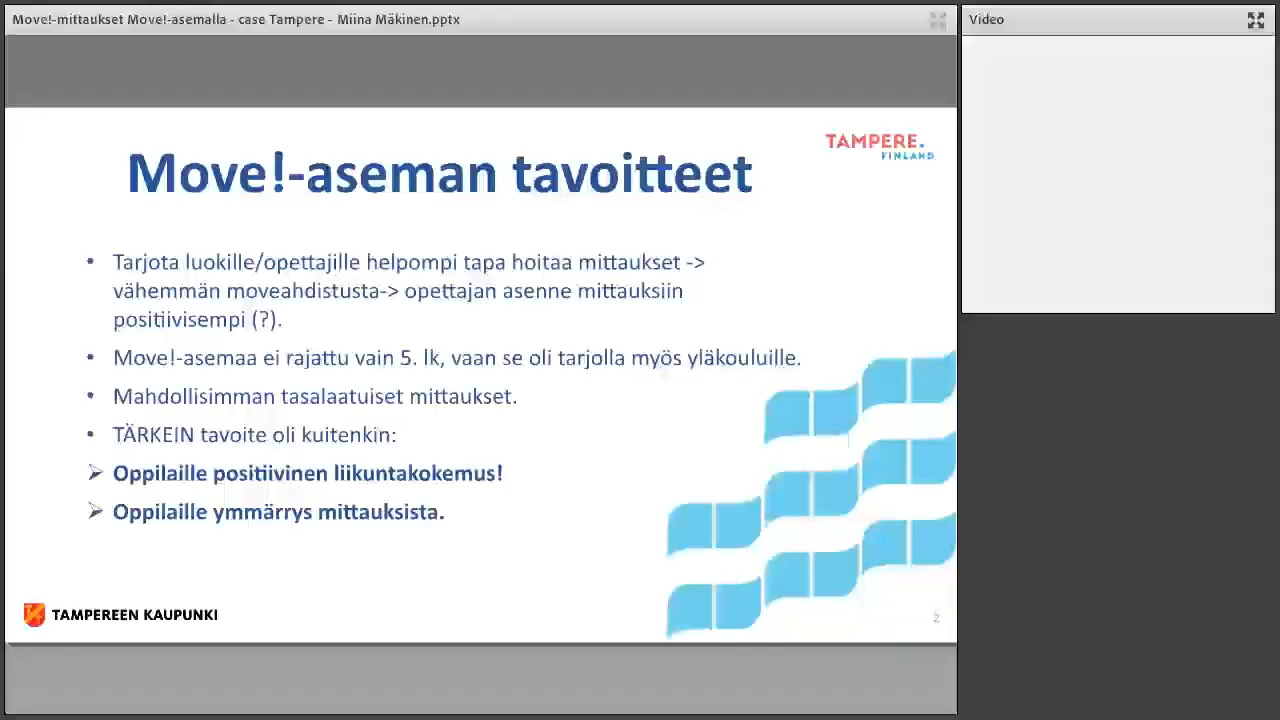 Move!-mittaukset Move!-asemalla - case Tampere - Miina Mäkinen.pptx
Video
TAMPERE.
FINLAND
Move!-aseman tavoitteet
• Tarjota luokille/opettajille helpompi tapa hoitaa mittaukset ->
vähemmän moveahdistusta-> opettajan asenne mittauksiin
positiivisempi (?).
• Move!-asemaa ei rajattu vain 5. lk, vaan se oli tarjolla myös yläkouluille.
• Mahdollisimman tasalaatuiset mittaukset.
• TÄRKEIN tavoite oli kuitenkin:
➢ Oppilaille positiivinen liikuntakokemus!
➢ Oppilaille ymmärrys mittauksista.
TAMPEREEN KAUPUNKI
2